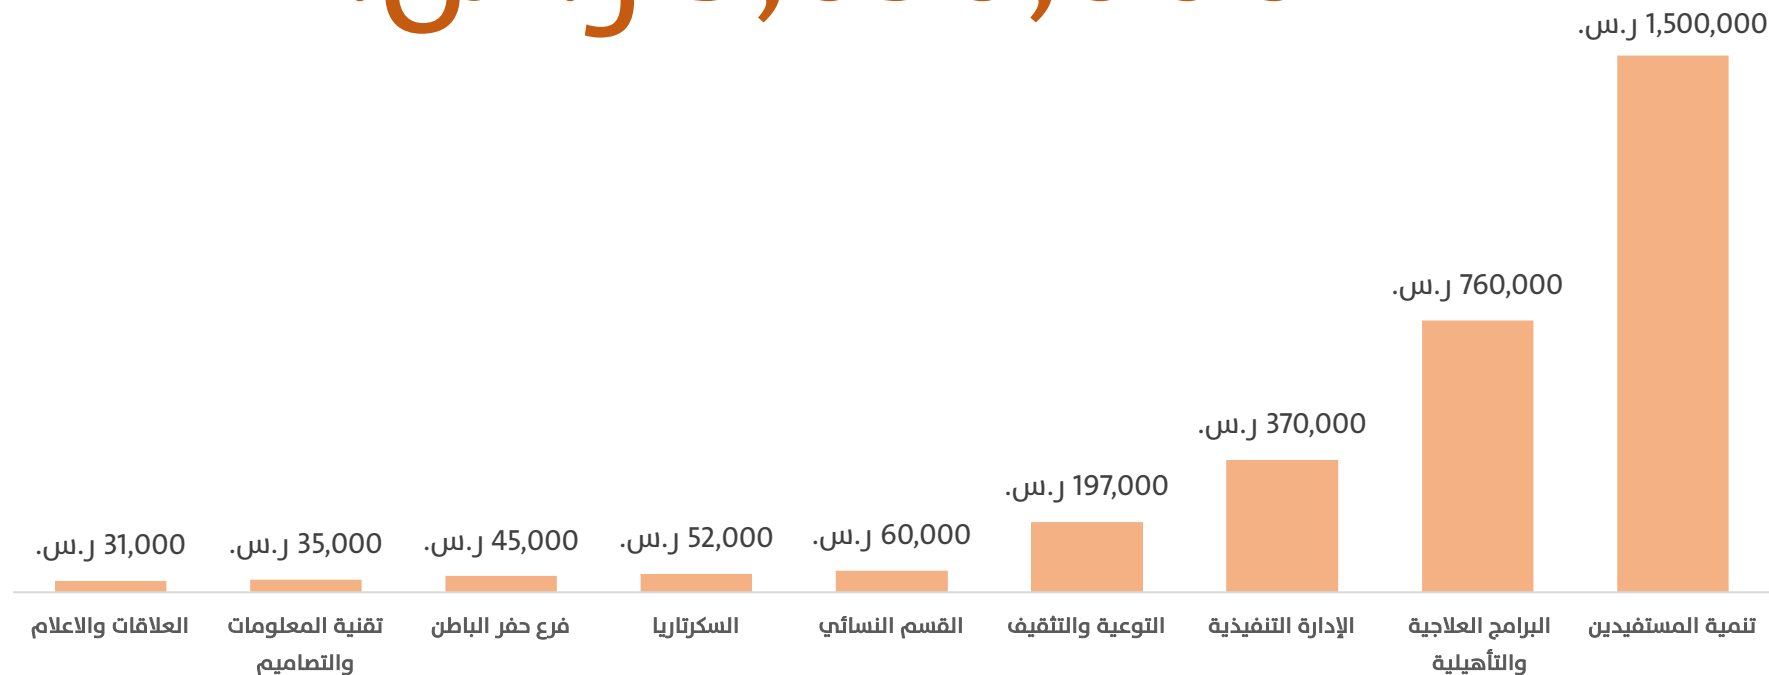 1,500,000 ر.س.
760,000 ر.س.
370,000 ر.س.
197,000 ر.س.
60,000 ر.س.
52,000 ر.س.
45,000 ر.س.
35,000 ر.س.
31,000 ر.س.
تنمية المستفيدين
البرامج العلاجية
والتأهيلية
الإدارة التنفيذية
التوعية والتثقيف
القسم النسائي
السكرتاريا
فرع حفر الباطن
تقنية المعلومات
والتصاميم
العلاقات والاعلام